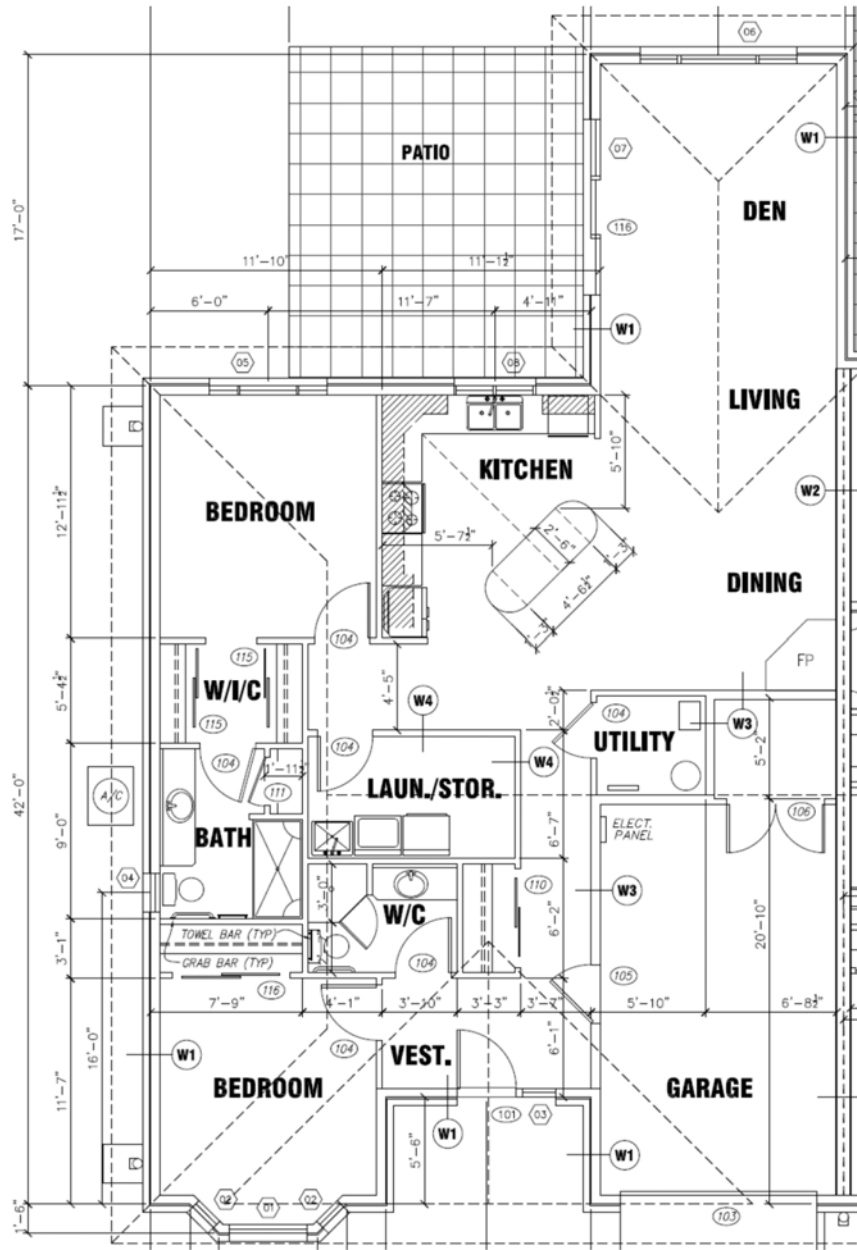 06
PATIO
W1
07
DEN
116
17'-0"
11'-10"
11'-1½"
6'-0"
11'-7"
4'-11"
W1
05
08
LIVING
KITCHEN
5'-10"
W2
BEDROOM
12'-11½"
5'-7½"
2'-6"
1'-3"
4'-6½"
1'-3"
DINING
104
FP
115
W/I/C
5'-4½"
4'-5"
W4
2'-0½"
104
W3
115
UTILITY
5'-2"
104
104
1'-11½"
W4
A/C
111
LAUN./STOR.
42'-0"
9'-0"
BATH
6'-7"
ELECT.
PANEL
106
04
3'-0"
W/C
110
W3
6'-2"
20'-10"
TOWEL BAR (TYP)
3'-1"
GRAB BAR (TYP)
104
105
116
7'-9"
4'-1"
3'-10"
3'-3"
3'-7"
5'-10"
6'-8½"
16'-0"
W1
104
VEST.
6'-1"
11'-7"
BEDROOM
GARAGE
101
03
W1
5'-6"
W1
02
01
02
103
1'-6"